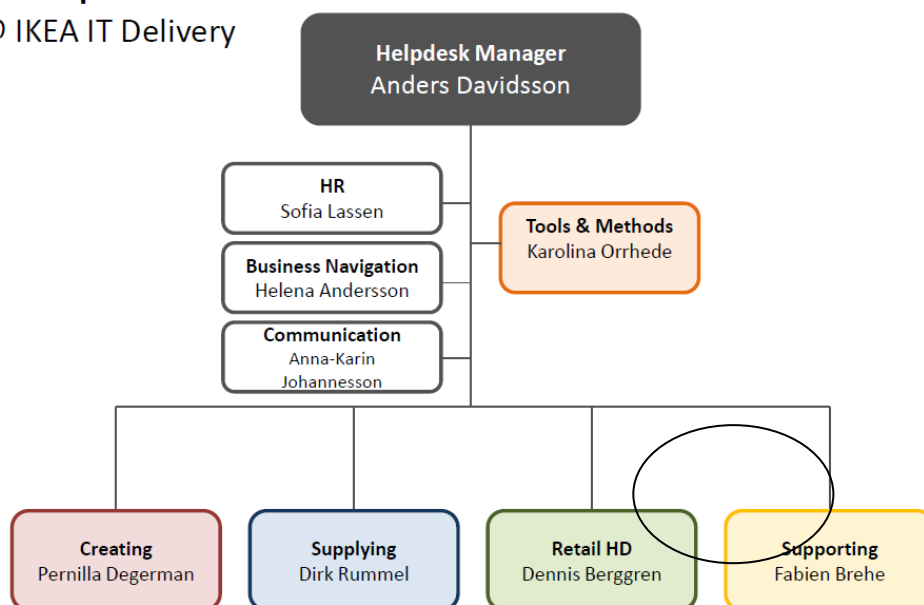 IKEA IT Delivery
Helpdesk Manager
Anders Davidsson
HR
Sofia Lassen
Tools & Methods
Karolina Orrhede
Business Navigation
Helena Andersson
Communication
Anna-Karin
Johannesson
Creating
Pernilla Degerman
Supplying
Dirk Rummel
Retail HD
Dennis Berggren
Supporting
Fabien Brehe